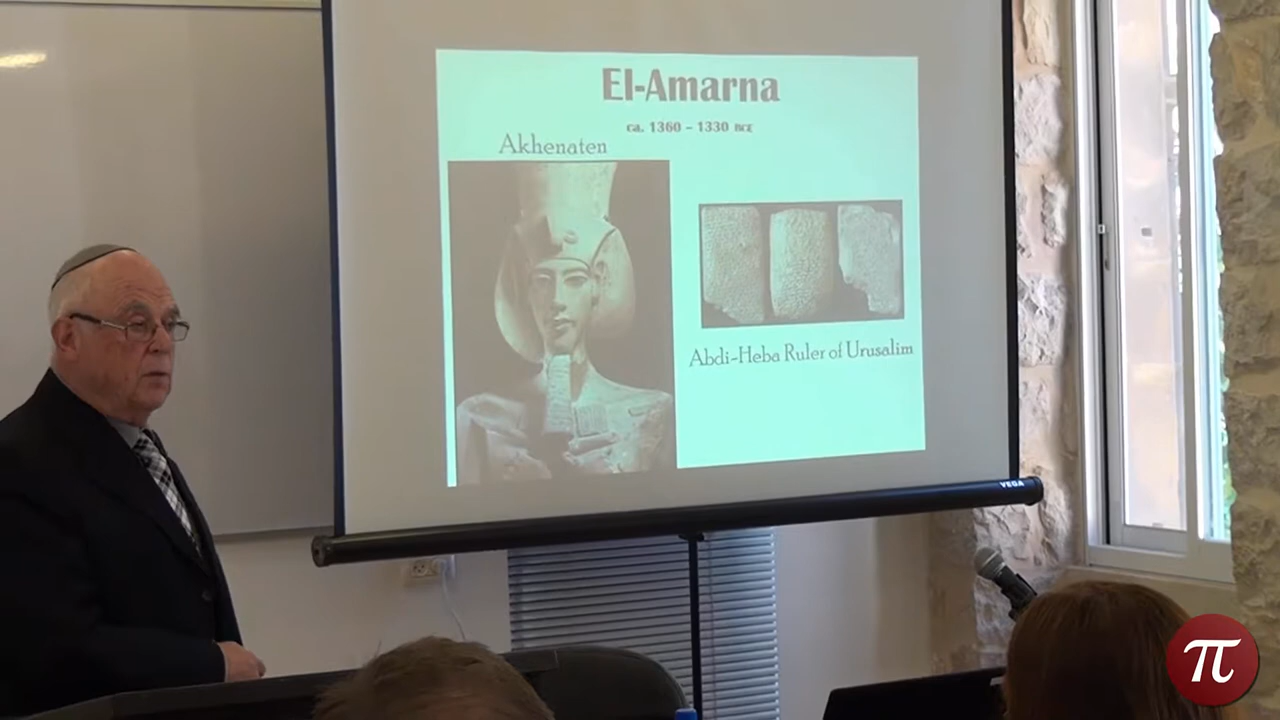 El-Amarna
ca. 1360 – 1330 BCE
Akhenaten
Abdi-Heba Ruler of Urusalim
VEGA
π